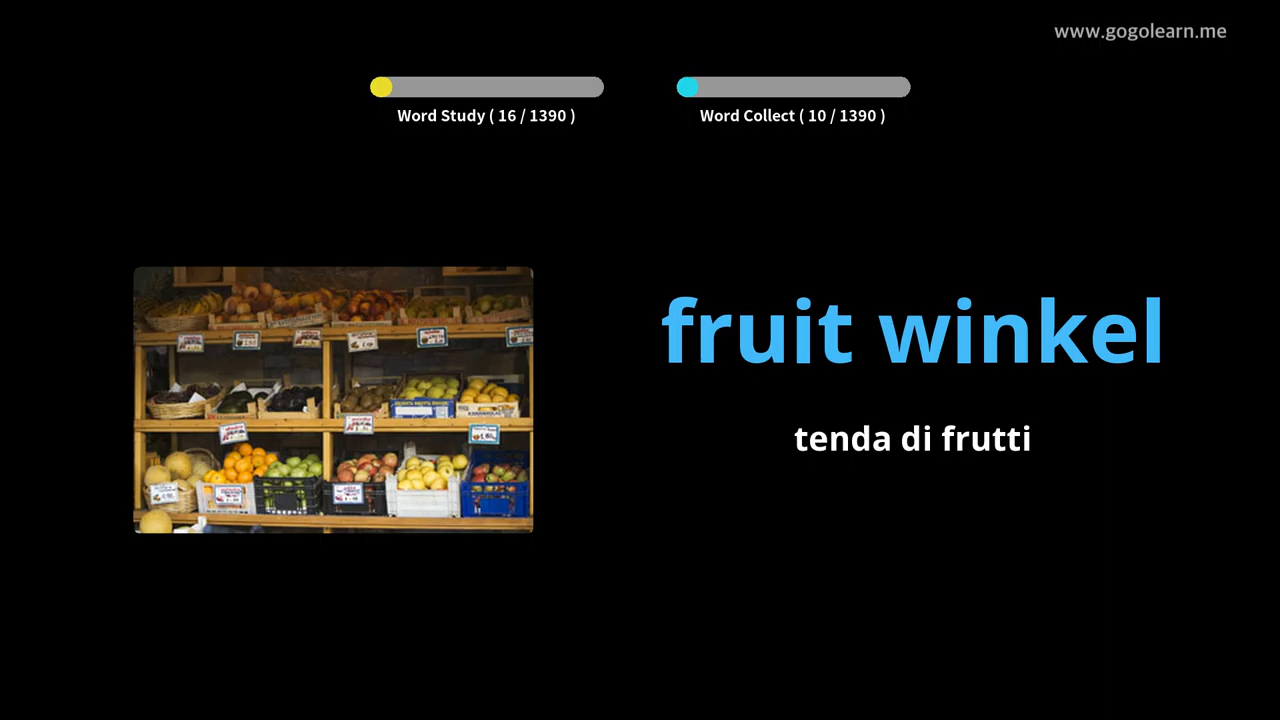 www.gogolearn.me
Word Study ( 16 / 1390 )
Word Collect ( 10 / 1390 )
fruit winkel
tenda di frutti